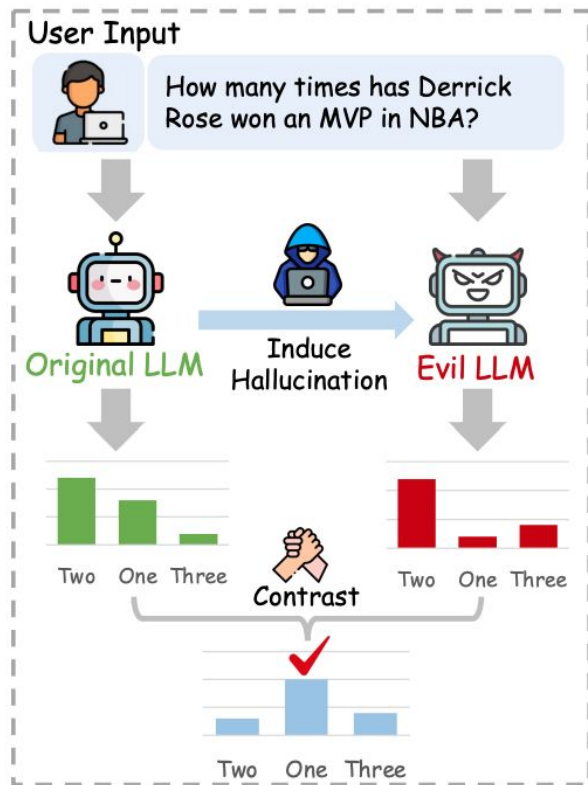 User Input
How many times has Derrick
Rose won an MVP in NBA?
Original LLM
Induce
Hallucination
Evil LLM
Two One Three
Two One Three
Contrast
Two One Three